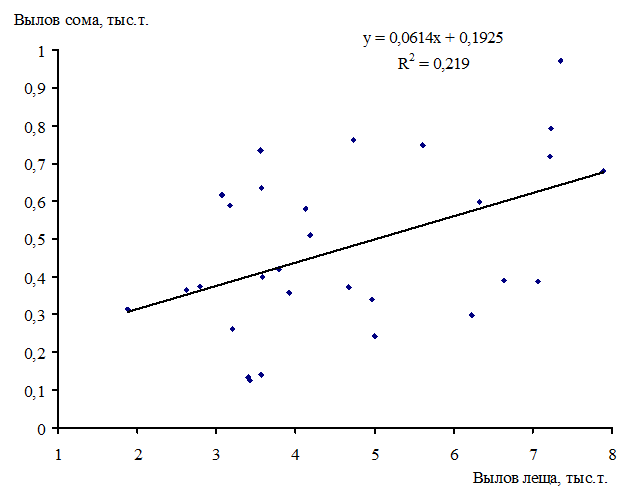 Вылов сома, тыс.т.
y = 0,0614x + 0,1925
R² = 0,219
1
0,9
0,8
0,7
0,6
0,5
0,4
0,3
0,2
0,1
0
1 2 3 4 5 6 7 8
Вылов леща, тыс.т.